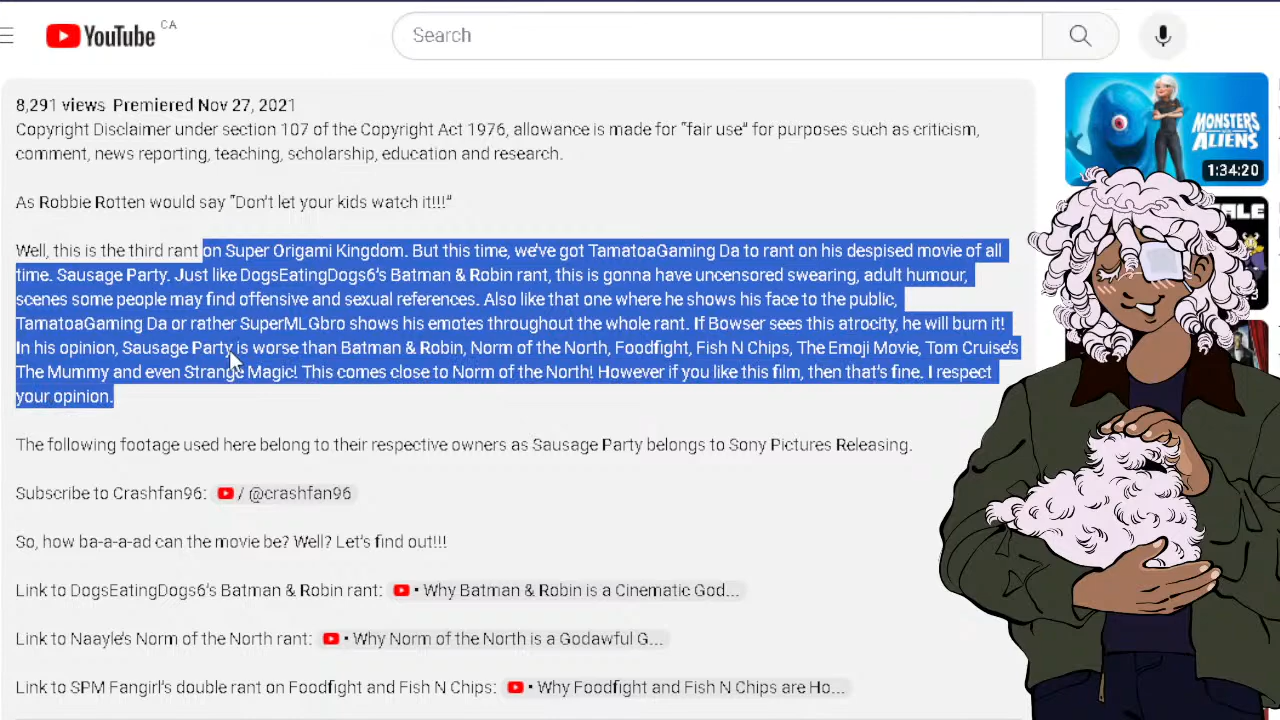 YouTube CA
Search
8,291 views Premiered Nov 27, 2021
Copyright Disclaimer under section 107 of the Copyright Act 1976, allowance is made for “fair use” for purposes such as criticism,
comment, news reporting, teaching, scholarship, education and research.
As Robbie Rotten would say “Don’t let your kids watch it!!!”
Well, this is the third rant on Super Origami Kingdom. But this time, we’ve got TamatoaGaming Da to rant on his despised movie of all
time. Sausage Party. Just like DogsEatingDogs6’s Batman & Robin rant, this is gonna have uncensored swearing, adult humour,
scenes some people may find offensive and sexual references. Also like that one where he shows his face to the public,
TamatoaGaming Da or rather SuperMLGbro shows his emotes throughout the whole rant. If Bowser sees this atrocity, he will burn it!
In his opinion, Sausage Party is worse than Batman & Robin, Norm of the North, Foodfight, Fish N Chips, The Emoji Movie, Tom Cruise’s
The Mummy and even Strange Magic! This comes close to Norm of the North! However if you like this film, then that’s fine. I respect
your opinion.
The following footage used here belong to their respective owners as Sausage Party belongs to Sony Pictures Releasing.
Subscribe to Crashfan96: / @crashfan96
So, how ba-a-a-ad can the movie be? Well? Let’s find out!!!
Link to DogsEatingDogs6’s Batman & Robin rant: • Why Batman & Robin is a Cinematic God...
Link to Naayle’s Norm of the North rant: • Why Norm of the North is a Godawful G...
Link to SPM Fangirl’s double rant on Foodfight and Fish N Chips: • Why Foodfight and Fish N Chips are Ho...
MONSTERS
ALIENS
1:34:20